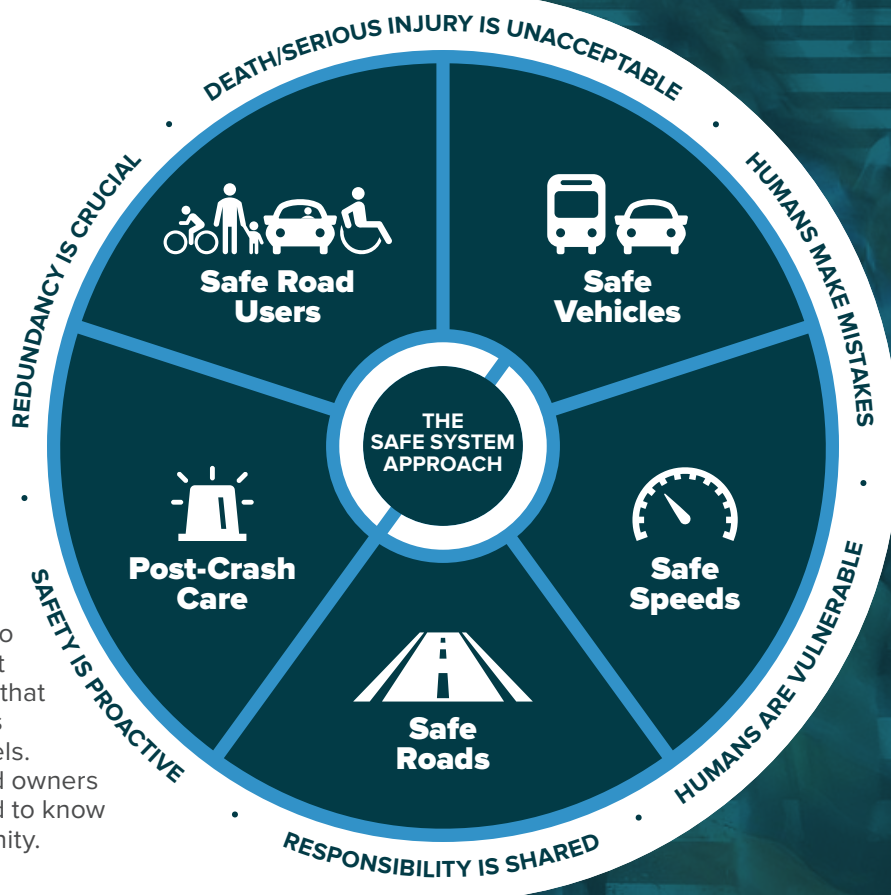 DEATH/SERIOUS INJURY IS UNACCEPTABLE
HUMANS MAKE MISTAKES
HUMANS ARE VULNERABLE
RESPONSIBILITY IS SHARED
SAFETY IS PROACTIVE
REDUNDANCY IS CRUCIAL
Safe Road
Users
Safe
Vehicles
THE
SAFE SYSTEM
APPROACH
Post-Crash
Care
Safe
Speeds
Safe
Roads
that
owners
to know